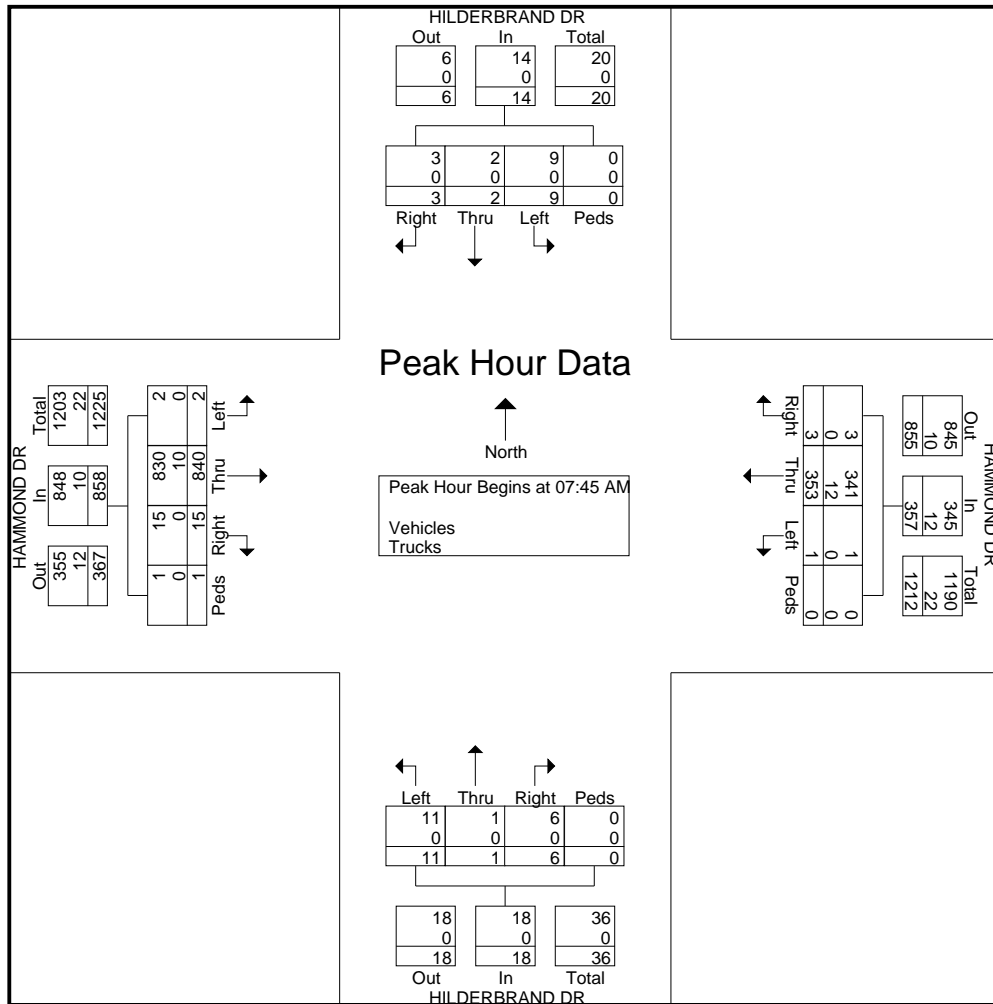 HILDERBRAND DR
Out In Total
6 14 20
0 0 0
6 14 20
3 2 9 0
0 0 0 0
3 2 9 0
Right Thru Left Peds
Peak Hour Data
North
Peak Hour Begins at 07:45 AM
Vehicles
Trucks
HAMMOND DR
Out In Total
367 858 1225
12 10 22
355 848 1203
Left Thru Right Peds
2 840 15 1
0 10 0 0
2 830 15 1
HAMMOND DR
Out In Total
845 345 1190
10 12 22
855 357 1212
3 341 1 0
0 12 0 0
3 353 1 0
Right Thru Left Peds
Left Thru Right Peds
11 1 6 0
0 0 0 0
11 1 6 0
18 18 36
0 0 0
18 18 36
Out In Total
HILDERBRAND DR